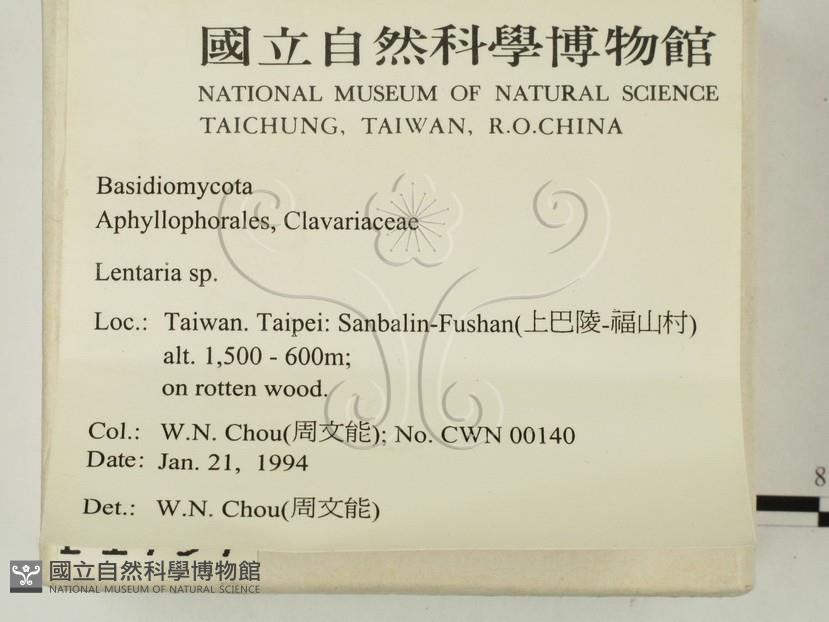 國立自然科學博物館
NATIONAL MUSEUM OF NATURAL SCIENCE
TAICHUNG, TAIWAN, R.O.CHINA
Basidiomycota
Aphyllophorales, Clavariaceae
Lentaria sp.
Loc.: Taiwan. Taipei: Sanbalin-Fushan(上巴陵-福山村)
alt. 1,500 - 600m;
on rotten wood.
Col.: W.N. Chou(周文能); No. CWN 00140
Date: Jan. 21, 1994
Det.: W.N. Chou(周文能)
8
國立自然科學博物館
NATIONAL MUSEUM OF NATURAL SCIENCE